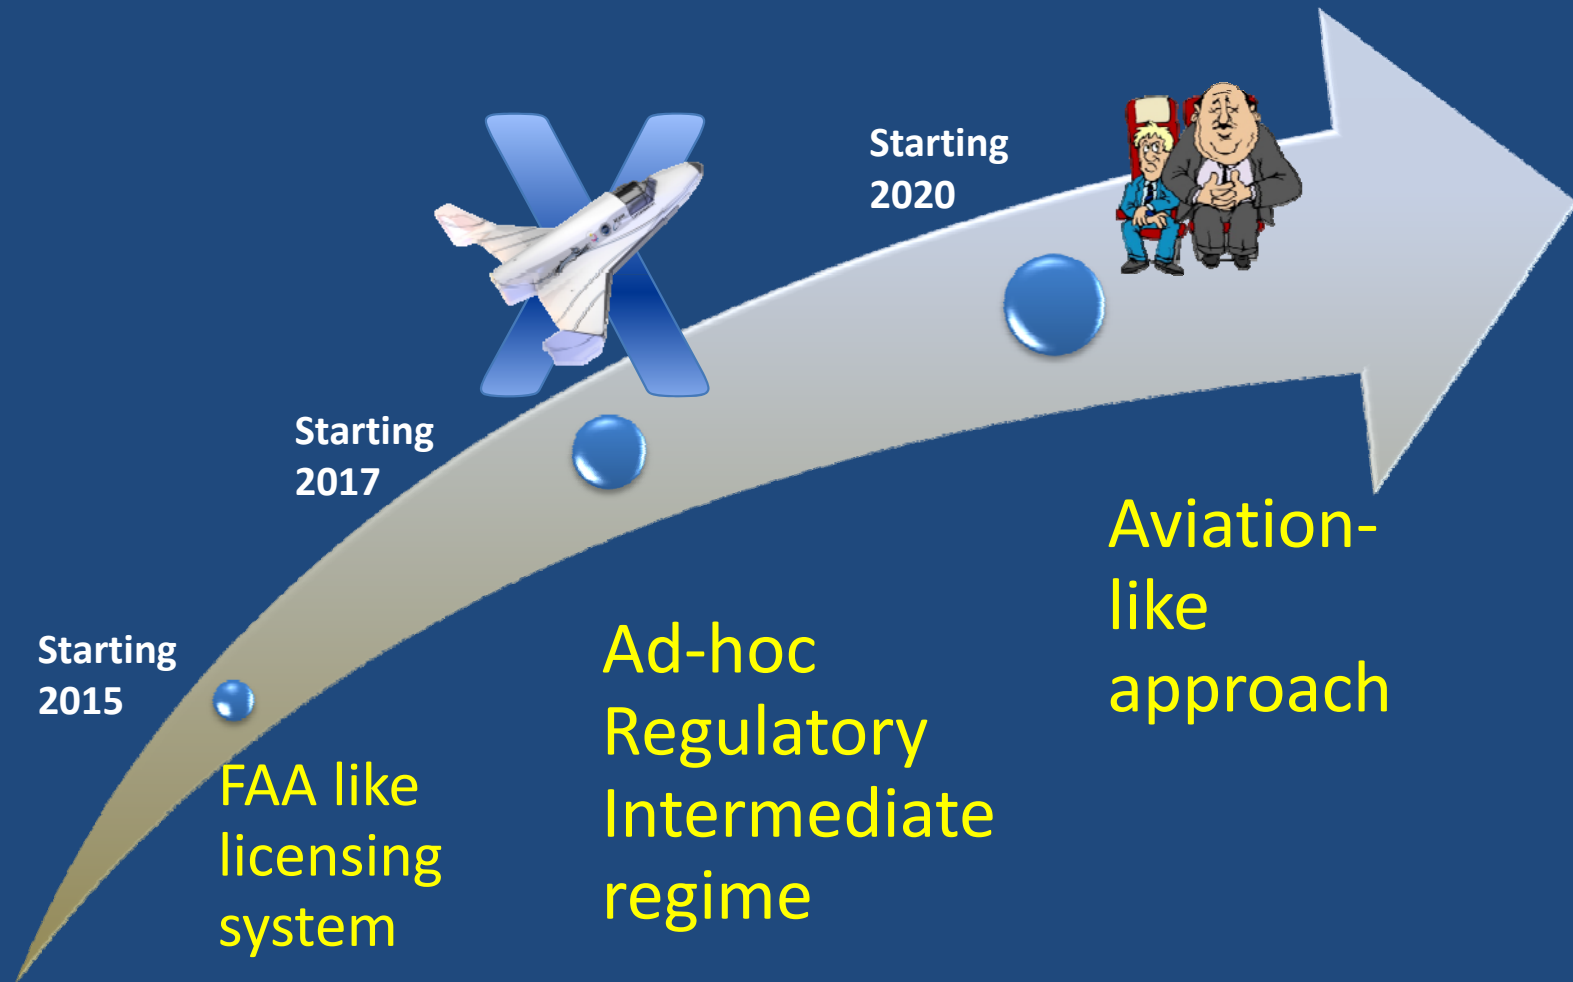 Starting
2015
FAA like
licensing
system
Starting
2017
Ad-hoc
Regulatory
Intermediate
regime
Starting
2020
Aviation-
like
approach